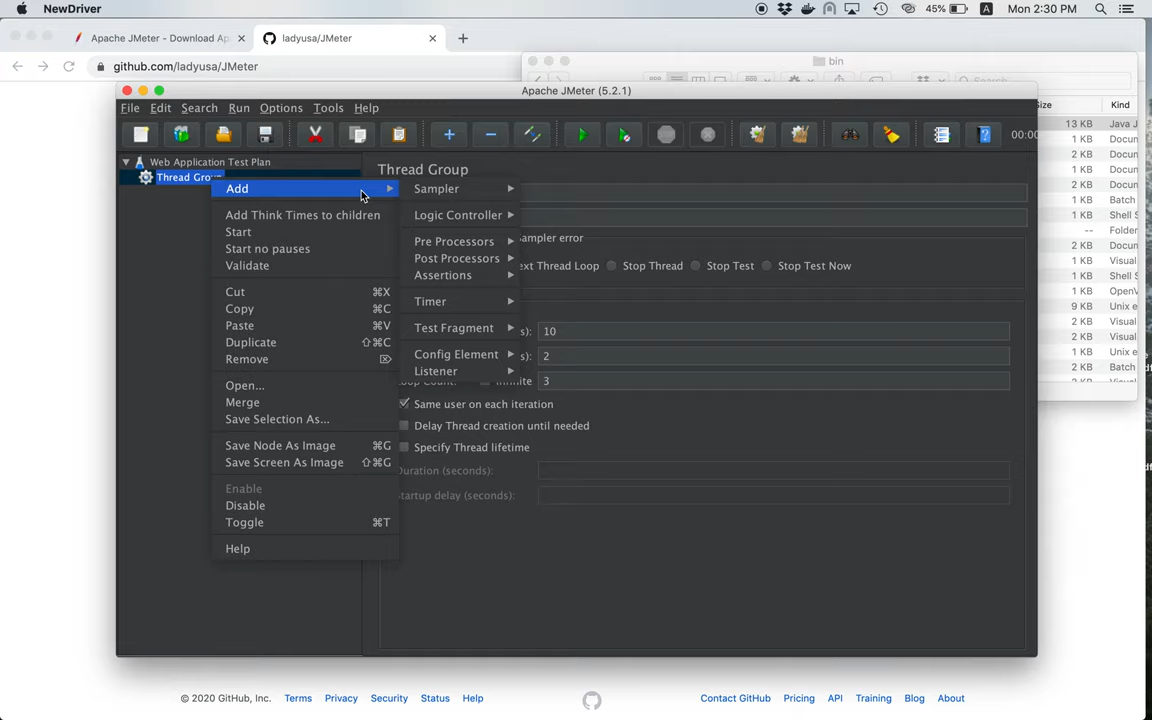 NewDriver
45%
A
Mon 2:30 PM
Apache JMeter - Download Ap
ladyusa/JMeter
github.com/ladyusa/JMeter
bin
Search
Apache JMeter (5.2.1)
File Edit Search Run Options Tools Help
00:00
Size
Kind
13 KB Java J
1 KB Docum
2 KB Docum
2 KB Docum
2 KB Docum
1 KB Batch
1 KB Shell S
-- Folder
2 KB Docum
1 KB Visual
1 KB Shell S
1 KB OpenV
9 KB Unix e
2 KB Visual
2 KB Visual
1 KB Unix e
1 KB Batch
Web Application Test Plan
Thread Grou
Thread Group
Sampler error
ext Thread Loop
Stop Thread
Stop Test
Stop Test Now
s): 10
s): 2
Infinite 3
Same user on each iteration
Delay Thread creation until needed
Specify Thread lifetime
Duration (seconds):
Startup delay (seconds):
Add
Add Think Times to children
Start
Start no pauses
Validate
Cut ⌘X
Copy ⌘C
Paste ⌘V
Duplicate ⇧⌘C
Remove ⌦
Open...
Merge
Save Selection As...
Save Node As Image ⌘G
Save Screen As Image ⇧⌘G
Enable
Disable
Toggle ⌘T
Help
Sampler
Logic Controller
Pre Processors
Post Processors
Assertions
Timer
Test Fragment
Config Element
Listener
© 2020 GitHub, Inc. Terms Privacy Security Status Help
Contact GitHub Pricing API Training Blog About